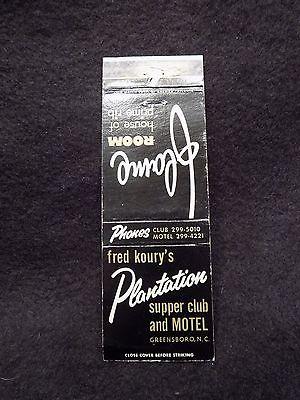 Flame
ROOM
house of
prime rib
Phones CLUB 299-5010
MOTEL 299-4221
fred koury's
Plantation
supper club
and MOTEL
GREENSBORO, N.C.
CLOSE COVER BEFORE STRIKING